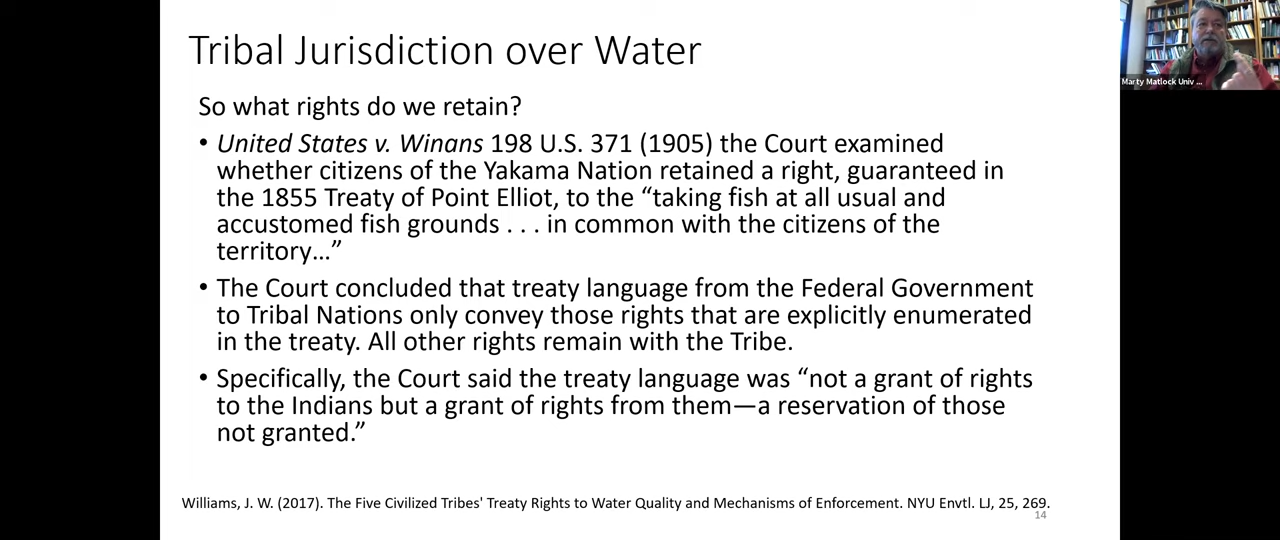 Tribal Jurisdiction over Water
Marty Matlock Univ ...
So what rights do we retain?
• United States v. Winans 198 U.S. 371 (1905) the Court examined
whether citizens of the Yakama Nation retained a right, guaranteed in
the 1855 Treaty of Point Elliot, to the “taking fish at all usual and
accustomed fish grounds . . . in common with the citizens of the
territory…”
• The Court concluded that treaty language from the Federal Government
to Tribal Nations only convey those rights that are explicitly enumerated
in the treaty. All other rights remain with the Tribe.
• Specifically, the Court said the treaty language was “not a grant of rights
to the Indians but a grant of rights from them—a reservation of those
not granted.”
Williams, J. W. (2017). The Five Civilized Tribes' Treaty Rights to Water Quality and Mechanisms of Enforcement. NYU Envtl. LJ, 25, 269.
14